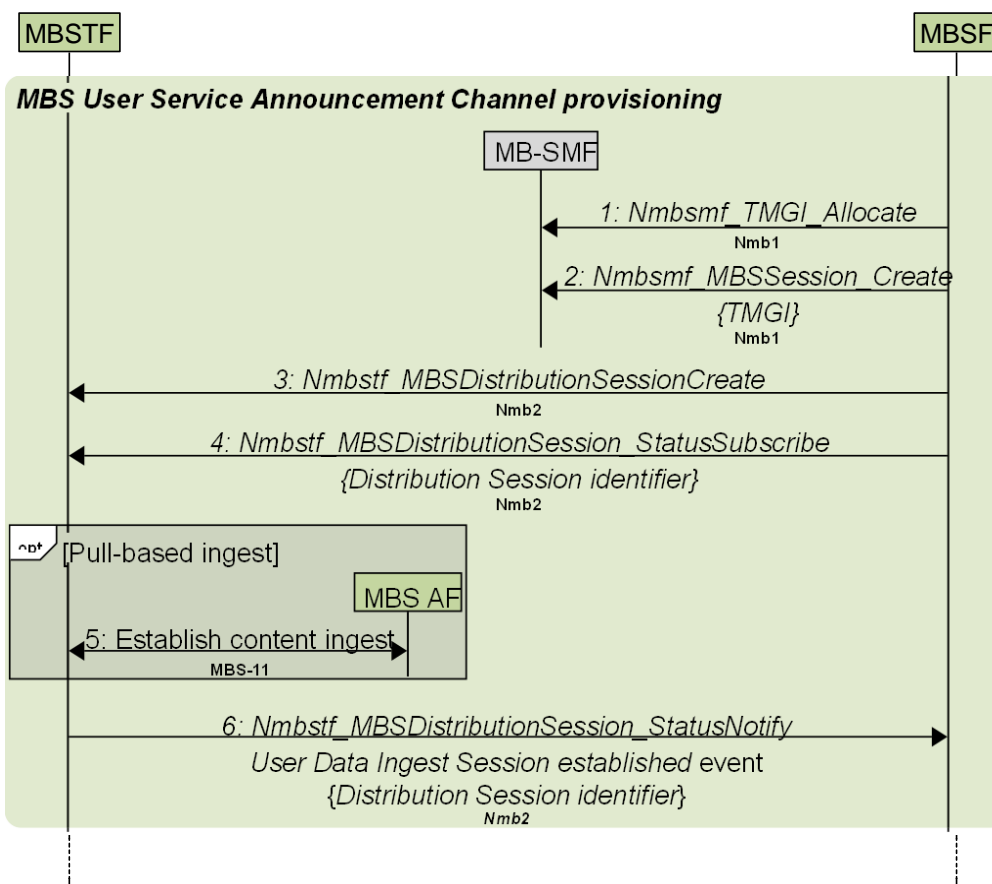 MBSTF
MBSF
MBS User Service Announcement Channel provisioning
MB-SMF
1: Nmbsmf_TMGI_Allocate
Nmb1
2: Nmbsmf_MBSSession_Create
{TMGI}
Nmb1
3: Nmbstf_MBSDistributionSessionCreate
Nmb2
4: Nmbstf_MBSDistributionSession_StatusSubscribe
{Distribution Session identifier}
Nmb2
opt
[Pull-based ingest]
MBS AF
5: Establish content ingest
MBS-11
6: Nmbstf_MBSDistributionSession_StatusNotify
User Data Ingest Session established event
{Distribution Session identifier}
Nmb2